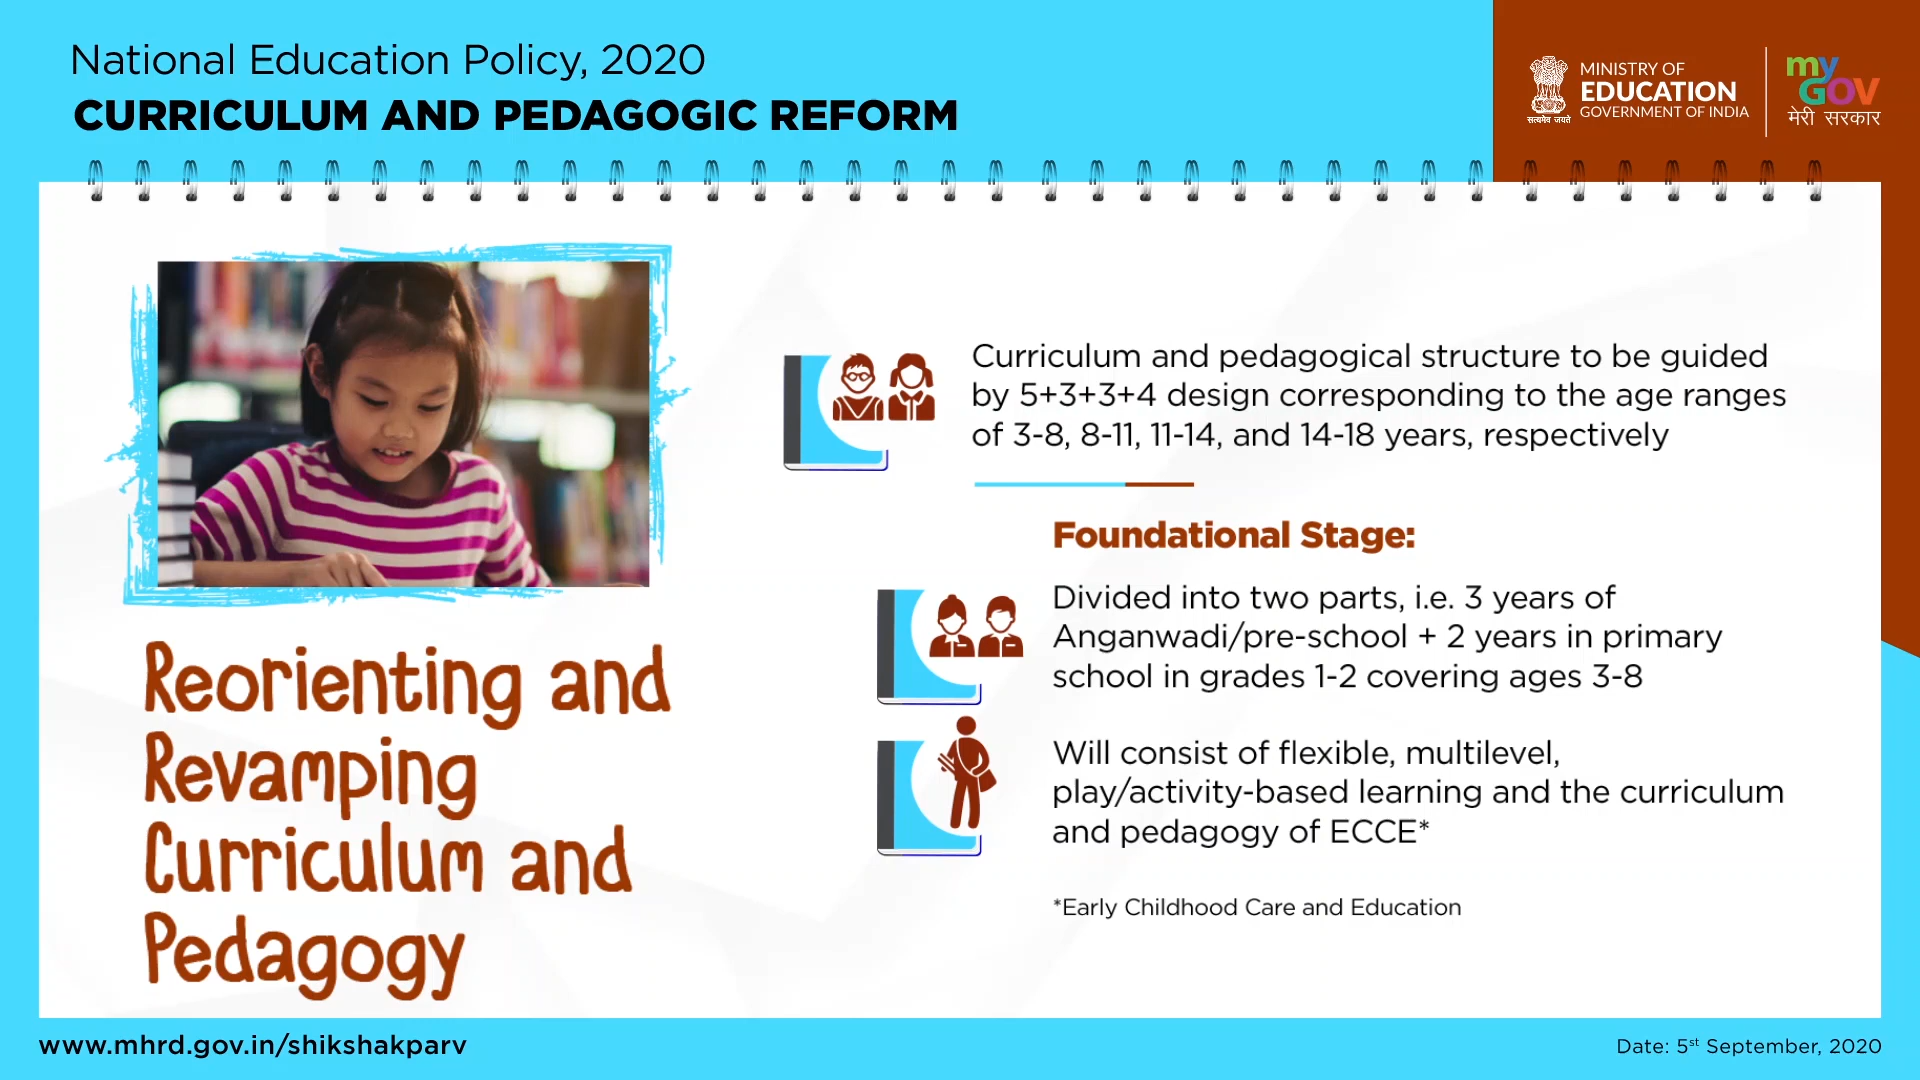 National Education Policy, 2020
CURRICULUM AND PEDAGOGIC REFORM
सत्यमेव जयते
MINISTRY OF
EDUCATION
GOVERNMENT OF INDIA
my
GOV
मेरी सरकार
Reorienting and
Revamping
Curriculum and
Pedagogy
Curriculum and pedagogical structure to be guided
by 5+3+3+4 design corresponding to the age ranges
of 3-8, 8-11, 11-14, and 14-18 years, respectively
Foundational Stage:
Divided into two parts, i.e. 3 years of
Anganwadi/pre-school + 2 years in primary
school in grades 1-2 covering ages 3-8
Will consist of flexible, multilevel,
play/activity-based learning and the curriculum
and pedagogy of ECCE*
*Early Childhood Care and Education
www.mhrd.gov.in/shikshakparv
Date: 5st September, 2020